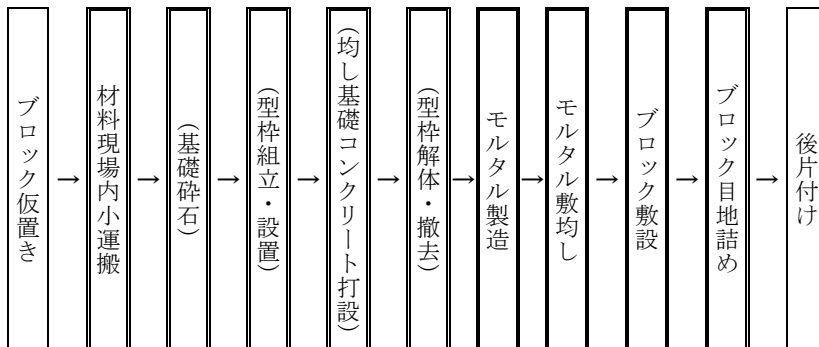 ブロック仮置き
→
材料現場内小運搬
→
(基礎砕石)
→
(型枠組立・設置)
→
(均し基礎コンクリート打設)
→
(型枠解体・撤去)
→
モルタル製造
→
モルタル敷均し
→
ブロック敷設
→
ブロック目地詰め
→
後片付け